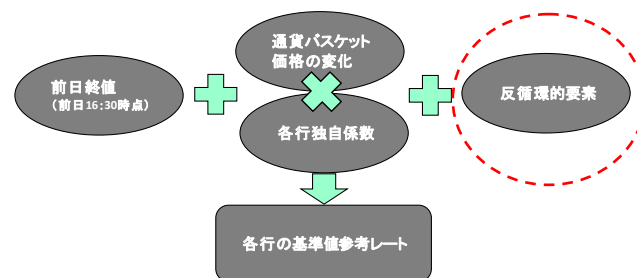 前日終値
（前日16：30時点）
通貨バスケット
価格の変化
各行独自係数
反循環的要素
各行の基準値参考レート